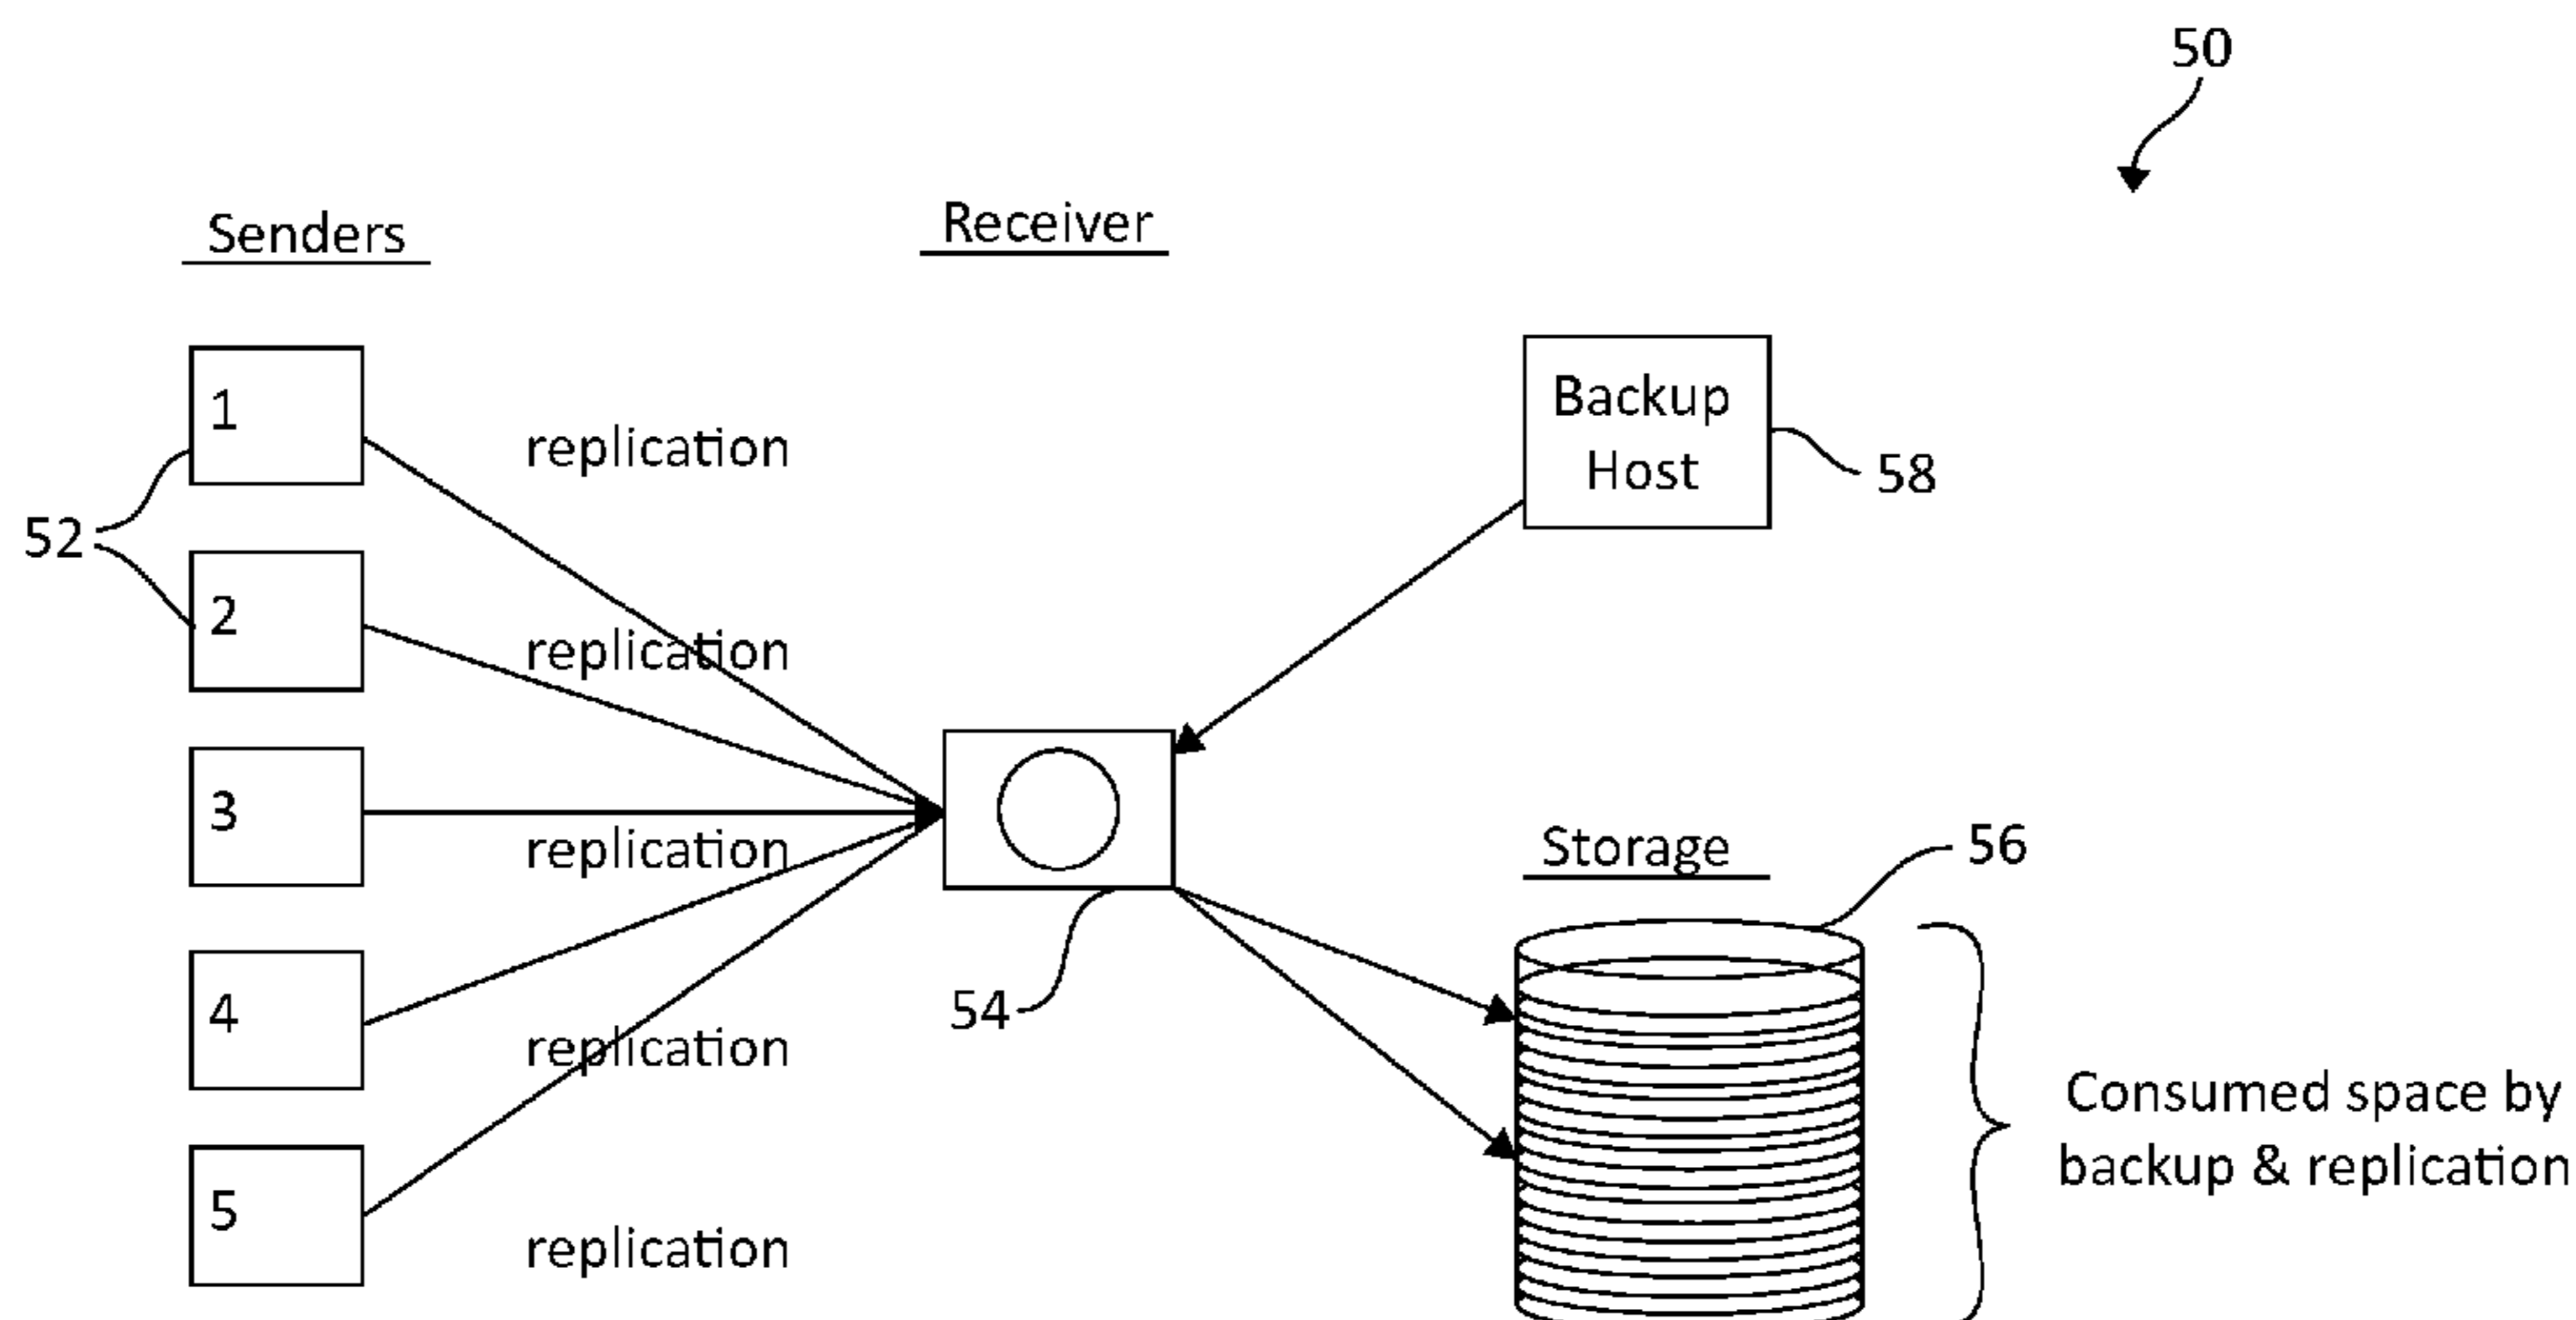 50
Senders
Receiver
1
replication
Backup
Host
58
52
2
replication
3
replication
Storage
56
4
54
replication
Consumed space by
backup & replication
5
replication